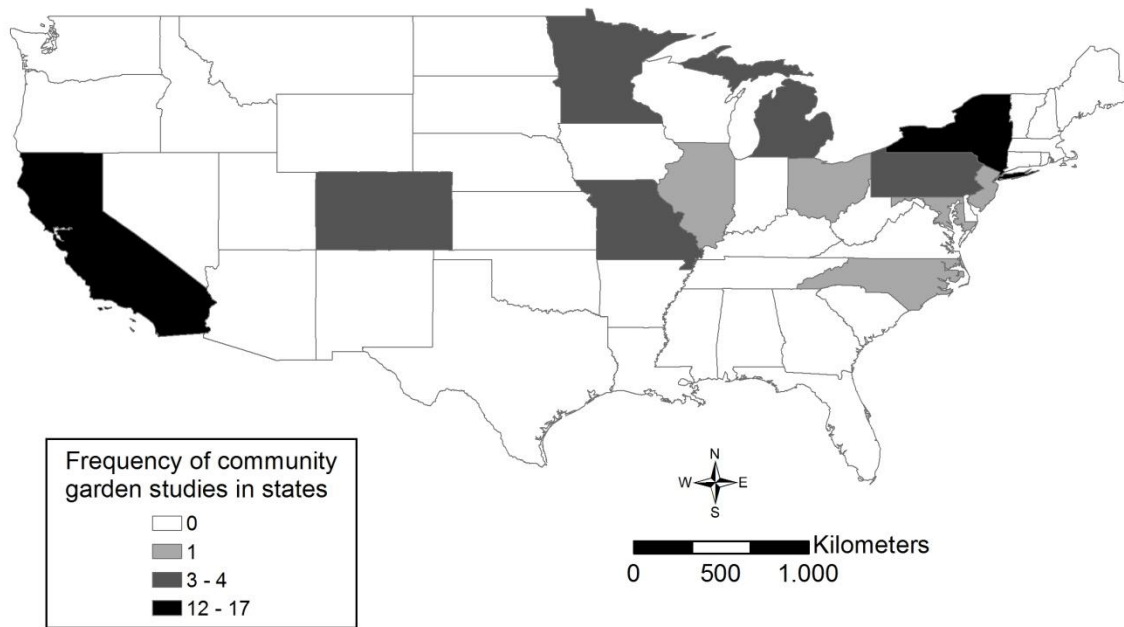 Frequency of community
garden studies in states
0
1
3 - 4
12 - 17
N
W E
S
Kilometers
0 500 1.000